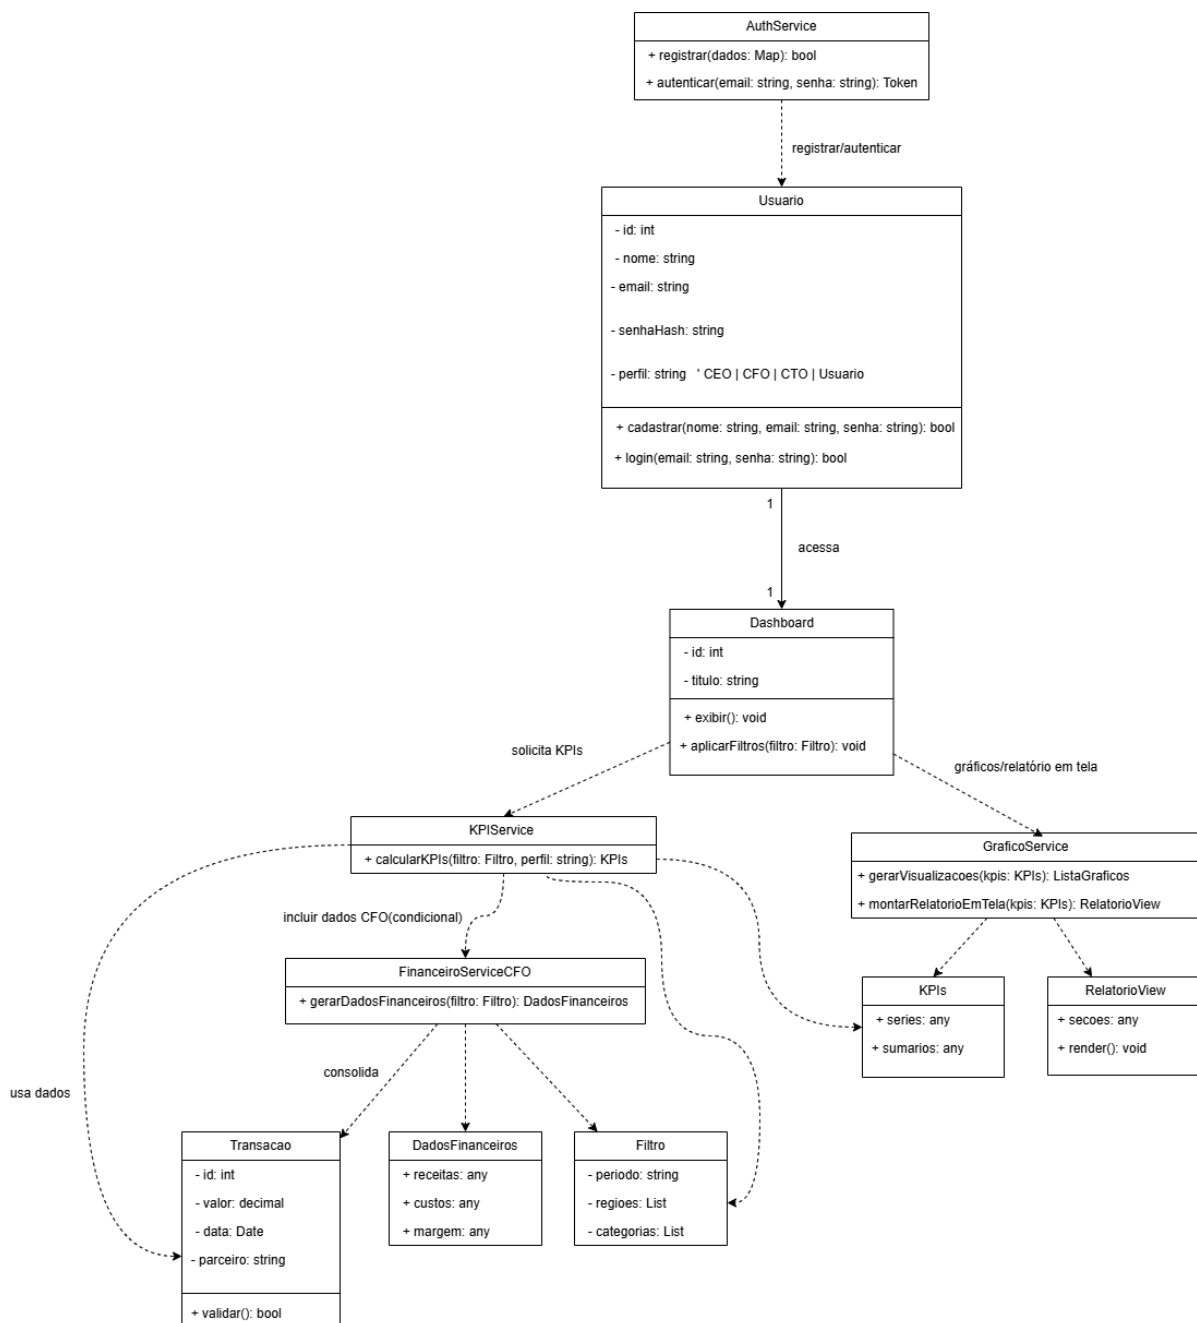 AuthService
+ registrar(dados: Map): bool
+ autenticar(email: string, senha: string): Token
registrar/autenticar
Usuario
- id: int
- nome: string
- email: string
- senhaHash: string
- perfil: string ' CEO | CFO | CTO | Usuario
+ cadastrar(nome: string, email: string, senha: string): bool
+ login(email: string, senha: string): bool
1
acessa
1
Dashboard
- id: int
- titulo: string
+ exibir(): void
+ aplicarFiltros(filtro: Filtro): void
solicita KPIs
gráficos/relatório em tela
KPIService
+ calcularKPIs(filtro: Filtro, perfil: string): KPIs
GraficoService
+ gerarVisualizacoes(kpis: KPIs): ListaGraficos
+ montarRelatorioEmTela(kpis: KPIs): RelatorioView
incluir dados CFO(condicional)
FinanceiroServiceCFO
+ gerarDadosFinanceiros(filtro: Filtro): DadosFinanceiros
KPIs
+ series: any
+ sumarios: any
RelatorioView
+ secoes: any
+ render(): void
consolida
usa dados
Transacao
- id: int
- valor: decimal
- data: Date
- parceiro: string
+ validar(): bool
DadosFinanceiros
+ receitas: any
+ custos: any
+ margem: any
Filtro
- periodo: string
- regioes: List
- categorias: List